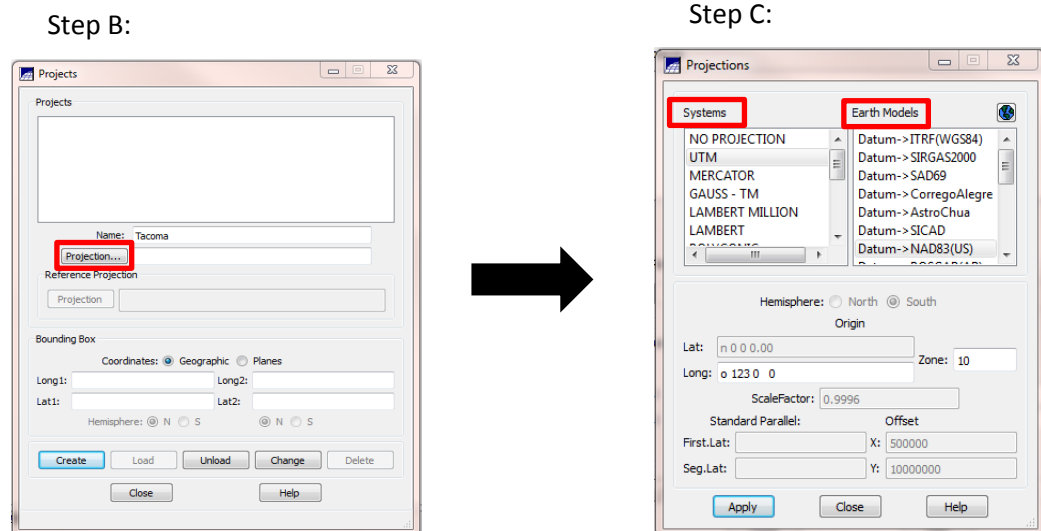 Step B:
Projects
Projects
Name: Tacoma
Projection...
Reference Projection
Projection
Bounding Box
Coordinates: Geographic Planes
Long1: Long2:
Lat1: Lat2:
Hemisphere: N S N S
Create Load Unload Change Delete
Close Help
Step C:
Projections
Systems Earth Models
NO PROJECTION Datum->ITRF(WGS84)
UTM Datum->SIRGAS2000
MERCATOR Datum->SAD69
GAUSS - TM Datum->CorregoAlegre
LAMBERT MILLION Datum->AstroChua
LAMBERT Datum->SICAD
Datum->NAD83(US)
Hemisphere: North South
Origin
Lat: n 0 0 0.00
Zone: 10
Long: o 123 0 0
ScaleFactor: 0.9996
Standard Parallel: Offset
First.Lat: X: 500000
Seg.Lat: Y: 10000000
Apply Close Help